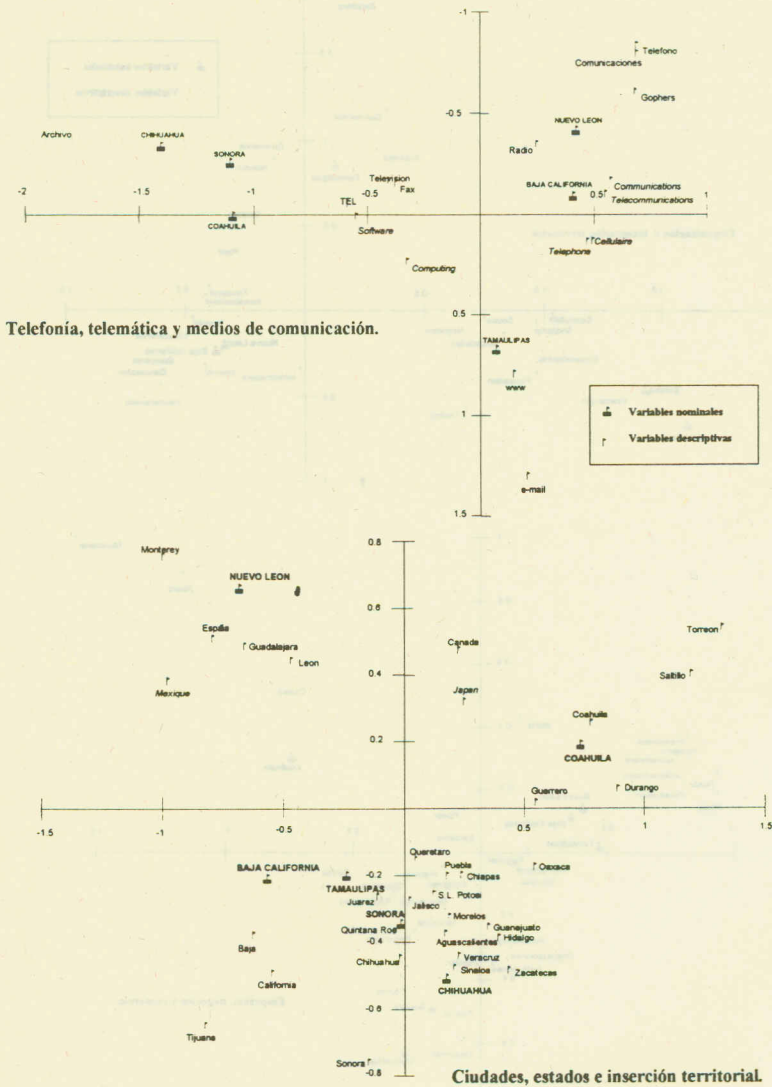 -1
Telefono
Comunicaciones
Gophers
-0.5
NUEVO LEON
Radio
Archivo
CHIHUAHUA
SONORA
Television
Fax
BAJA CALIFORNIA
Communications
-2
-1.5
-1
-0.5
0.5
1
TEL
Telecommunications
COAHUILA
Software
Cellulaire
Telephone
Computing
0.5
Telefonía, telemática y medios de comunicación.
TAMAULIPAS
www
1
Variables nominales
Variables descriptivas
e-mail
1.5
0.8
Monterey
NUEVO LEON
0.6
España
Torreon
Guadalajara
Canada
Leon
Saltillo
0.4
Mexique
Japan
Coahuila
0.2
COAHUILA
Guerrero
Durango
-1.5
-1
-0.5
0.5
1
1.5
Queretaro
BAJA CALIFORNIA
Puebla
Oaxaca
-0.2
Chiapas
TAMAULIPAS
Juarez
S.L. Potosi
Jalisco
SONORA
Morelos
Quintana Roo
Guanajuato
-0.4
Hidalgo
Aguascalientes
Baja
Chihuahua
Veracruz
Sinaloa
Zacatecas
California
CHIHUAHUA
-0.6
Tijuana
Sonora
-0.8
Ciudades, estados e inserción territorial.